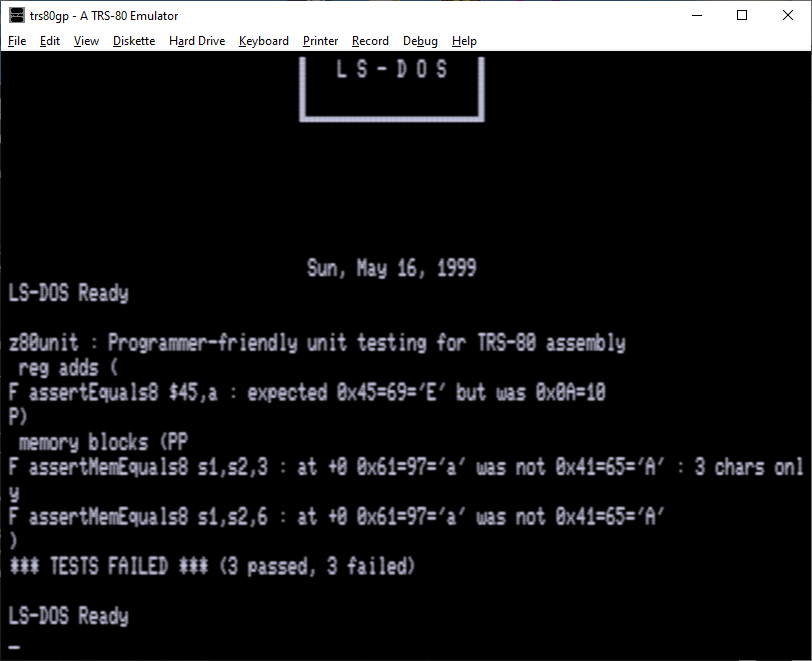 trs80gp - A TRS-80 Emulator
File Edit View Diskette Hard Drive Keyboard Printer Record Debug Help
L S - D O S
Sun, May 16, 1999
LS-DOS Ready
z80unit : Programmer-friendly unit testing for TRS-80 assembly
reg adds (
F assertEquals8 $45,a : expected 0x45=69='E' but was 0x0A=10
P)
memory blocks (PP
F assertMemEquals8 s1,s2,3 : at +0 0x61=97='a' was not 0x41=65='A' : 3 chars onl
y
F assertMemEquals8 s1,s2,6 : at +0 0x61=97='a' was not 0x41=65='A'
)
*** TESTS FAILED *** (3 passed, 3 failed)
LS-DOS Ready
_